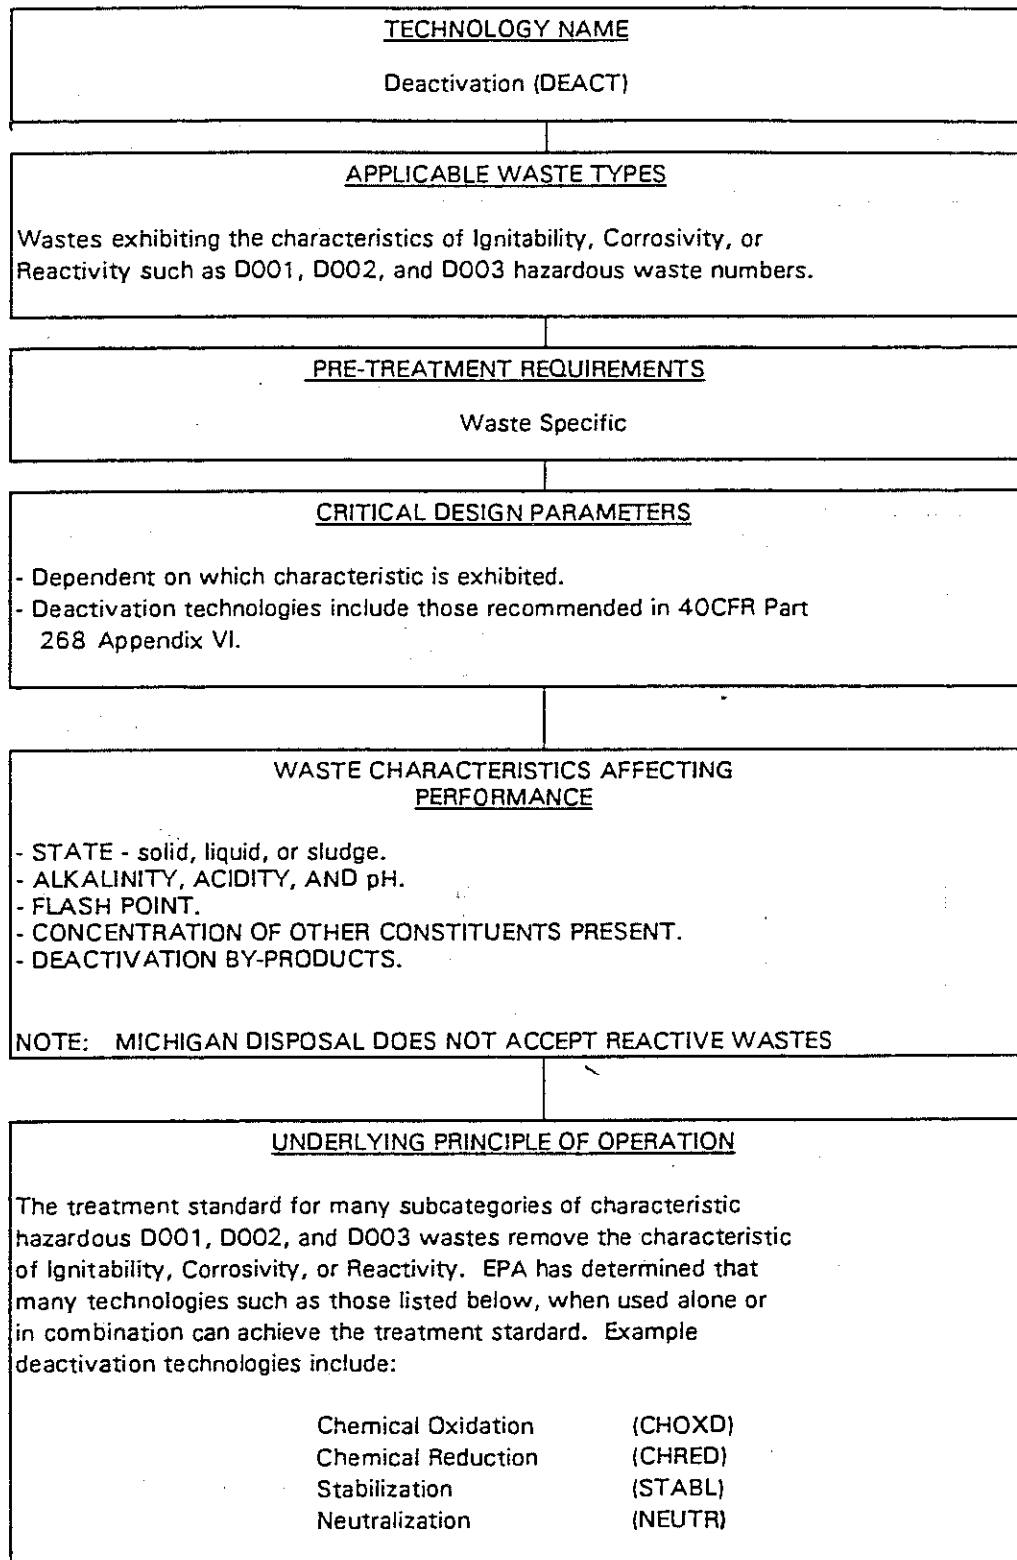 TECHNOLOGY NAME
Deactivation (DEACT)
APPLICABLE WASTE TYPES
Wastes exhibiting the characteristics of Ignitability, Corrosivity, or
Reactivity such as D001, D002, and D003 hazardous waste numbers.
PRE-TREATMENT REQUIREMENTS
Waste Specific
CRITICAL DESIGN PARAMETERS
- Dependent on which characteristic is exhibited.
- Deactivation technologies include those recommended in 40CFR Part
268 Appendix VI.
WASTE CHARACTERISTICS AFFECTING
PERFORMANCE
- STATE - solid, liquid, or sludge.
- ALKALINITY, ACIDITY, AND pH.
- FLASH POINT.
- CONCENTRATION OF OTHER CONSTITUENTS PRESENT.
- DEACTIVATION BY-PRODUCTS.
NOTE: MICHIGAN DISPOSAL DOES NOT ACCEPT REACTIVE WASTES
UNDERLYING PRINCIPLE OF OPERATION
The treatment standard for many subcategories of characteristic
hazardous D001, D002, and D003 wastes remove the characteristic
of Ignitability, Corrosivity, or Reactivity. EPA has determined that
many technologies such as those listed below, when used alone or
in combination can achieve the treatment stardard. Example
deactivation technologies include:
Chemical Oxidation (CHOXD)
Chemical Reduction (CHRED)
Stabilization (STABL)
Neutralization (NEUTR)